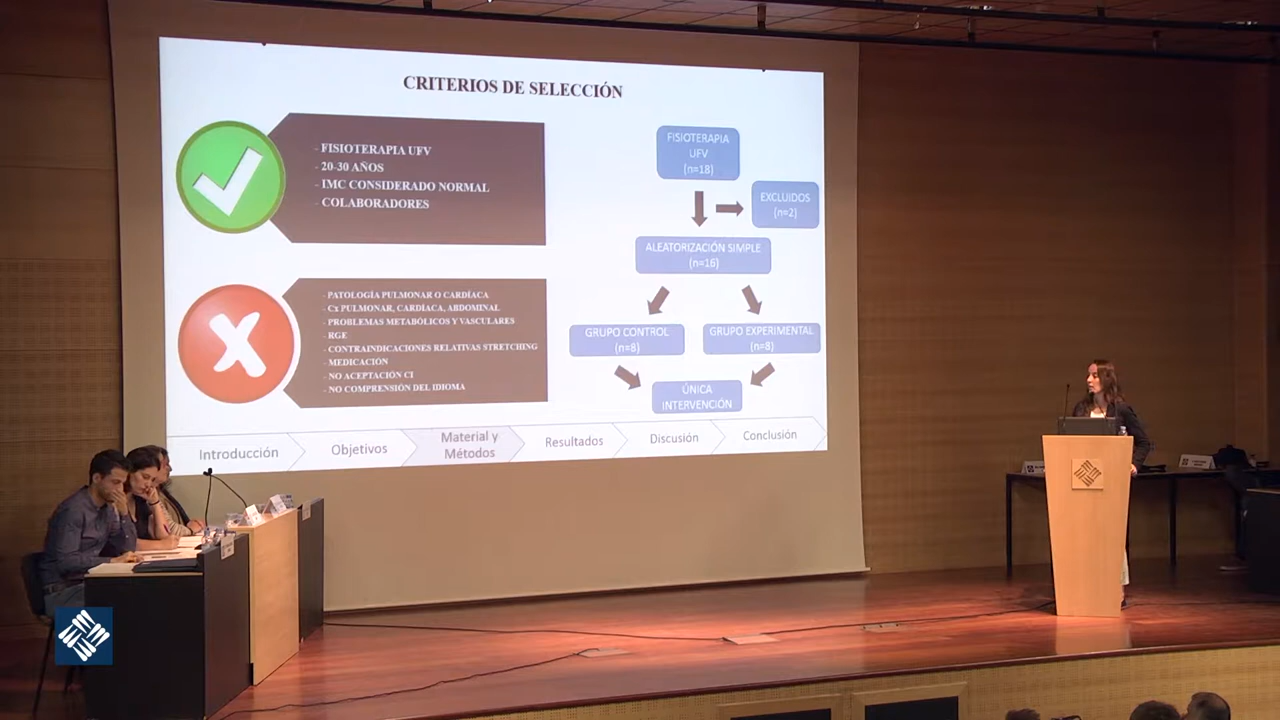 CRITERIOS DE SELECCIÓN
- FISIOTERAPIA UFV
- 20-30 AÑOS
- IMC CONSIDERADO NORMAL
- COLABORADORES
- PATOLOGÍA PULMONAR O CARDÍACA
- Cx PULMONAR, CARDÍACA, ABDOMINAL
- PROBLEMAS METABÓLICOS Y VASCULARES
- RGE
- CONTRAINDICACIONES RELATIVAS STRETCHING
- MEDICACIÓN
- NO ACEPTACIÓN CI
- NO COMPRENSIÓN DEL IDIOMA
FISIOTERAPIA
UFV
(n=18)
EXCLUIDOS
(n=2)
ALEATORIZACIÓN SIMPLE
(n=16)
GRUPO CONTROL
(n=8)
GRUPO EXPERIMENTAL
(n=8)
ÚNICA
INTERVENCIÓN
Introducción
Objetivos
Material y
Métodos
Resultados
Discusión
Conclusión